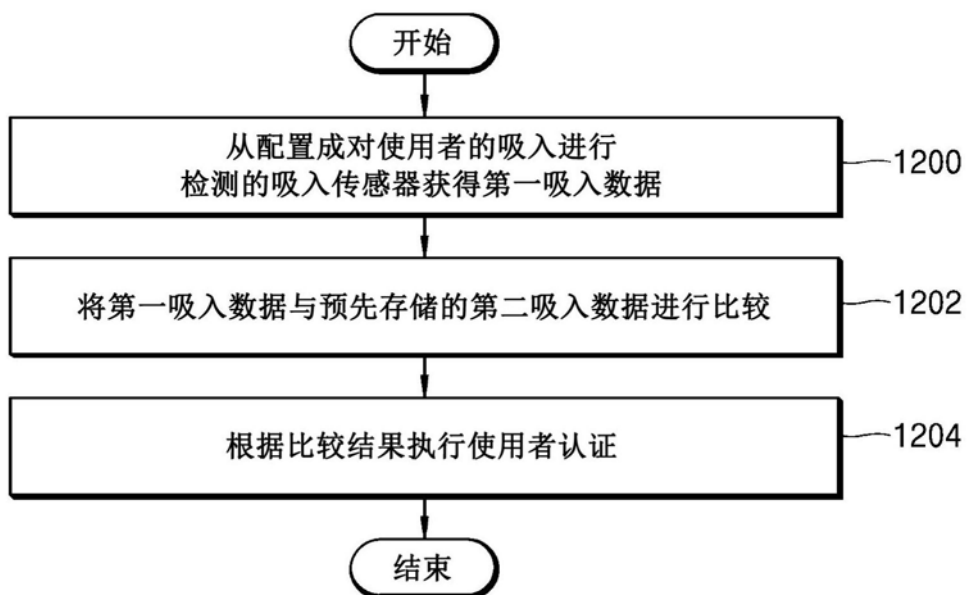 开始
从配置成对使用者的吸入进行
检测的吸入传感器获得第一吸入数据
1200
将第一吸入数据与预先存储的第二吸入数据进行比较
1202
根据比较结果执行使用者认证
1204
结束